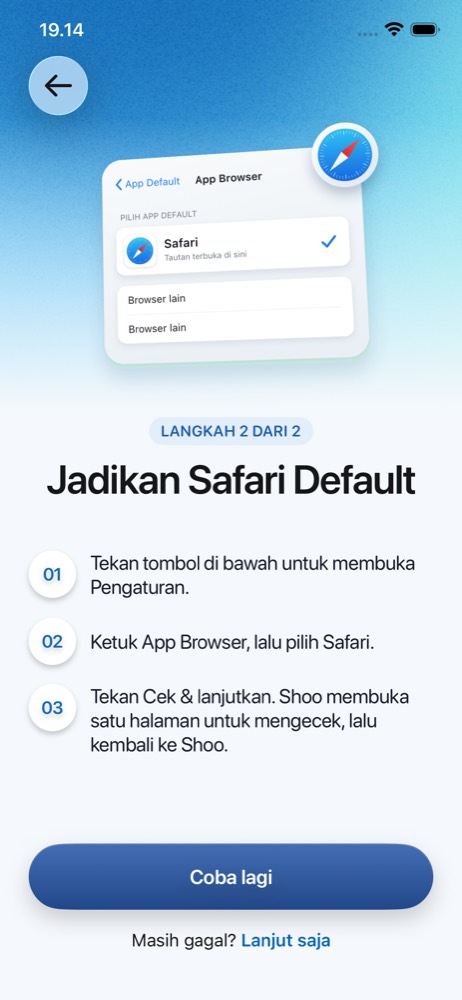 19.14
App Default
App Browser
PILIH APP DEFAULT
Safari
Tautan terbuka di sini
Browser lain
Browser lain
LANGKAH 2 DARI 2
Jadikan Safari Default
01
Tekan tombol di bawah untuk membuka
Pengaturan.
02
Ketuk App Browser, lalu pilih Safari.
03
Tekan Cek & lanjutkan. Shoo membuka
satu halaman untuk mengecek, lalu
kembali ke Shoo.
Coba lagi
Masih gagal? Lanjut saja